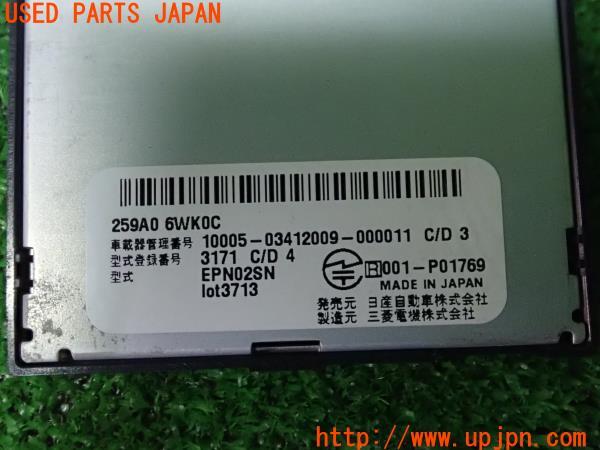 USED PARTS JAPAN
259A0 6WK0C
車載器管理番号 10005-03412009-000011 C/D 3
型式登録番号 3171 C/D 4
型式 EPN02SN
lot3713
R 001-P01769
MADE IN JAPAN
発売元 日産自動車株式会社
製造元 三菱電機株式会社
http://www.upjpn.com/